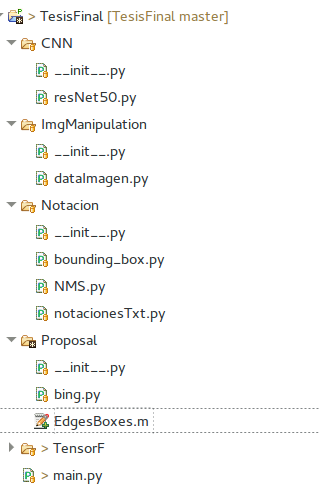 > TesisFinal [TesisFinal master]
CNN
__init__.py
resNet50.py
ImgManipulation
__init__.py
dataImagen.py
Notacion
__init__.py
bounding_box.py
NMS.py
notacionesTxt.py
Proposal
__init__.py
bing.py
EdgesBoxes.m
> TensorF
> main.py